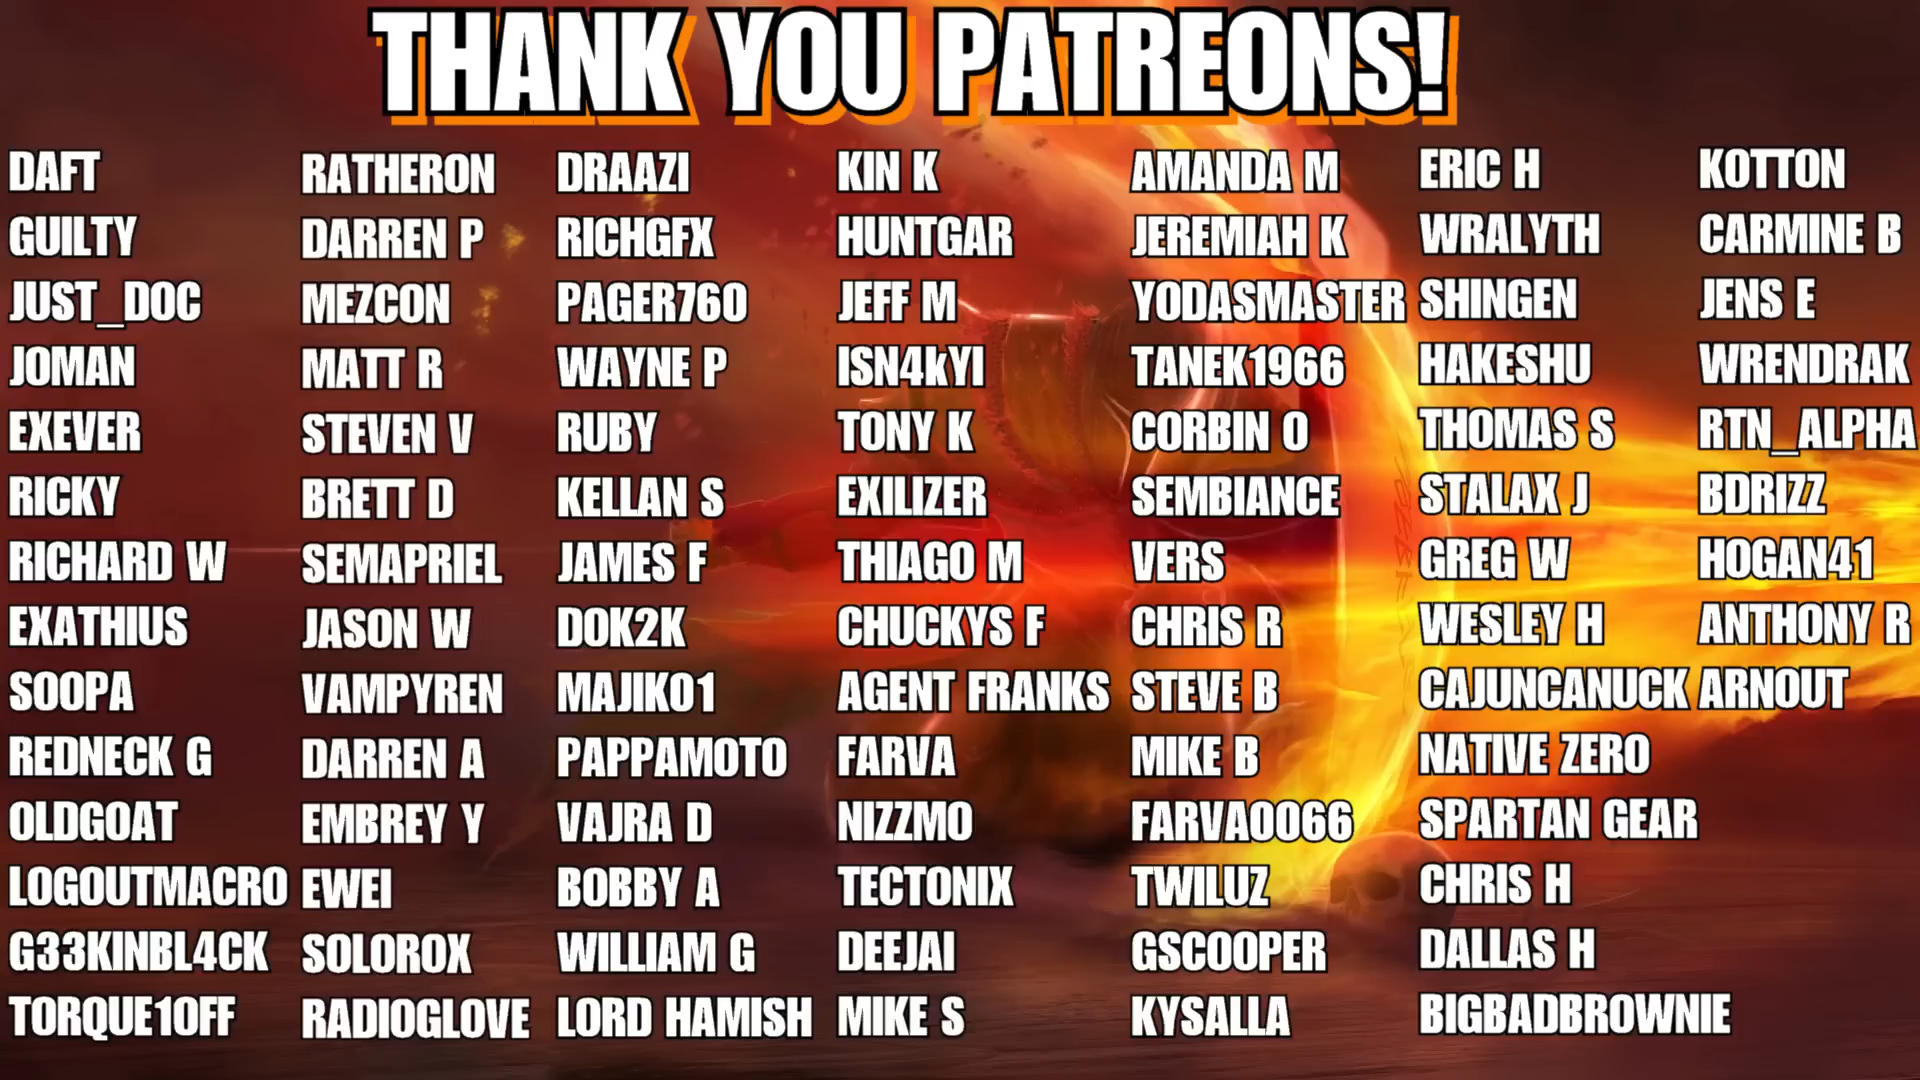 THANK YOU PATREONS!
DAFT
GUILTY
JUST_DOC
JOMAN
EXEVER
RICKY
RICHARD W
EXATHIUS
SOOPA
REDNECK G
OLDGOAT
LOGOUTMACRO
G33KINBL4CK
TORQUE10FF
RATHERON
DARREN P
MEZCON
MATT R
STEVEN V
BRETT D
SEMAPRIEL
JASON W
VAMPYREN
DARREN A
EMBREY Y
EWEI
SOLOROX
RADIOGLOVE
DRAAZI
RICHGFX
PAGER760
WAYNE P
RUBY
KELLAN S
JAMES F
DOK2K
MAJIK01
PAPPAMOTO
VAJRA D
BOBBY A
WILLIAM G
LORD HAMISH
KIN K
HUNTGAR
JEFF M
ISN4kYI
TONY K
EXILIZER
THIAGO M
CHUCKYS F
AGENT FRANKS
FARVA
NIZZMO
TECTONIX
DEEJAI
MIKE S
AMANDA M
JEREMIAH K
YODASMASTER
TANEK1966
CORBIN O
SEMBIANCE
VERS
CHRIS R
STEVE B
MIKE B
FARVA0066
TWILUZ
GSCOOPER
KYSALLA
ERIC H
WRALYTH
SHINGEN
HAKESHU
THOMAS S
STALAX J
GREG W
WESLEY H
CAJUNCANUCK
NATIVE ZERO
SPARTAN GEAR
CHRIS H
DALLAS H
BIGBADBROWNIE
KOTTON
CARMINE B
JENS E
WRENDRAK
RTN_ALPHA
BDRIZZ
HOGAN41
ANTHONY R
ARNOUT